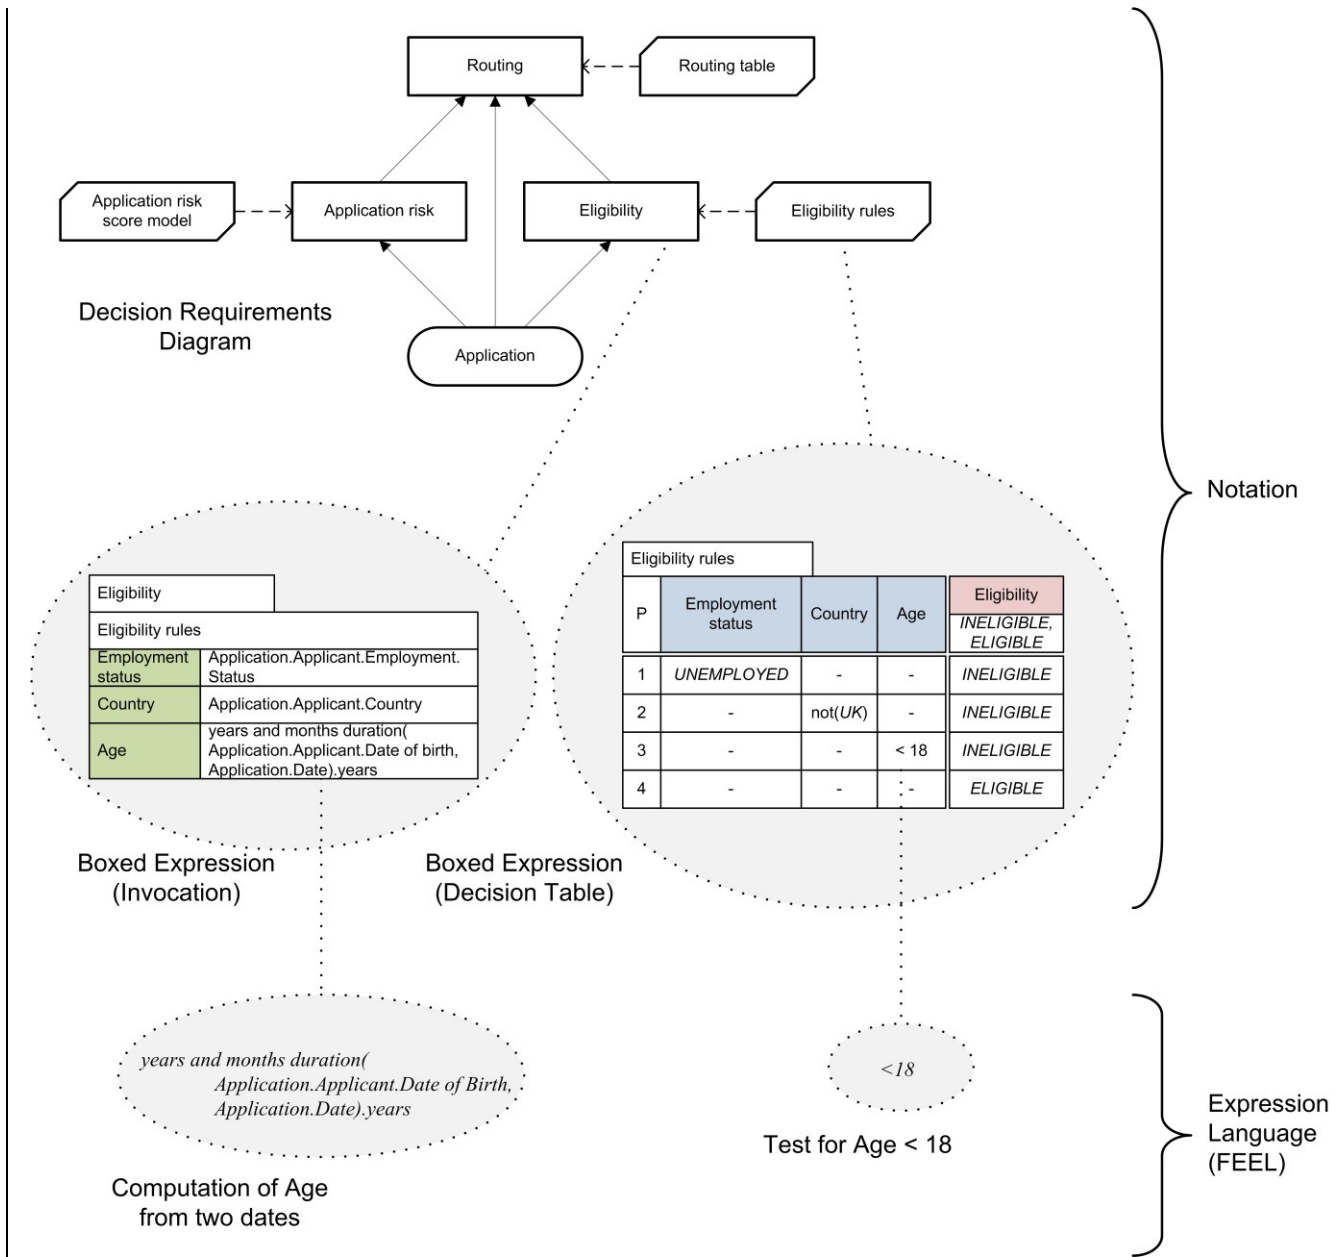 Routing
Routing table
Application risk
score model
Application risk
Eligibility
Eligibility rules
Decision Requirements
Diagram
Application
Notation
Eligibility
Eligibility rules
Employment
status
Application.Applicant.Employment.
Status
Country
Application.Applicant.Country
Age
years and months duration(
Application.Applicant.Date of birth,
Application.Date).years
Boxed Expression
(Invocation)
Eligibility rules
P
Employment
status
Country
Age
Eligibility
INELIGIBLE,
ELIGIBLE
1 UNEMPLOYED - - INELIGIBLE
2 - not(UK) - INELIGIBLE
3 - - < 18 INELIGIBLE
4 - - - ELIGIBLE
Boxed Expression
(Decision Table)
years and months duration(
Application.Applicant.Date of Birth,
Application.Date).years
Computation of Age
from two dates
<18
Test for Age < 18
Expression
Language
(FEEL)